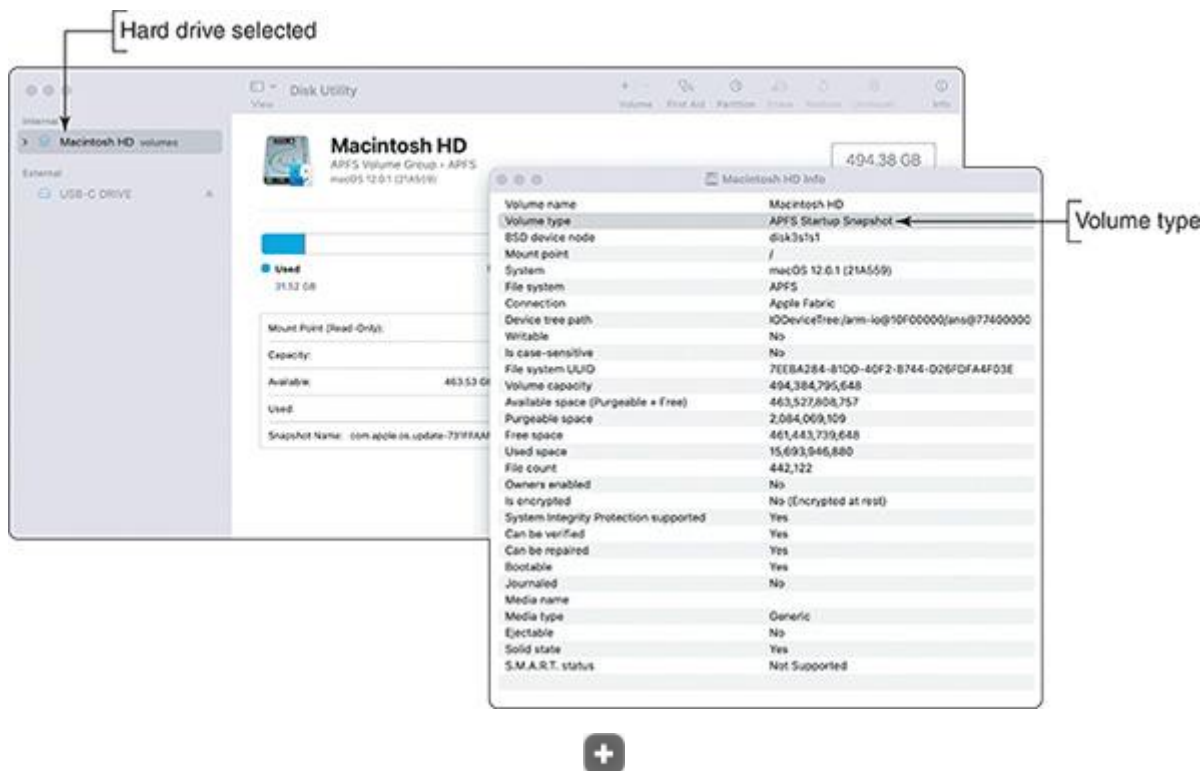 Hard drive selected
Disk Utility
View
Volume First Aid Partition Erase Restore Unmount Info
Internal
Macintosh HD volumes
External
USB-C DRIVE
Macintosh HD
APFS Volume Group • APFS
macOS 12.0.1 (21A559)
494.38 GB
Used
31.52 GB
Mount Point (Read-Only):
Capacity:
Available: 463.53 GB
Used:
Snapshot Name: com.apple.os.update-
Macintosh HD Info
Volume name Macintosh HD
Volume type APFS Startup Snapshot
Volume type
BSD device node disk3s1s1
Mount point /
System macOS 12.0.1 (21A559)
File system APFS
Connection Apple Fabric
Device tree path IODeviceTree:/arm-io@10F00000/ans@77400000
Writable No
Is case-sensitive No
File system UUID
Volume capacity 494,384,795,648
Available space (Purgeable + Free) 463,527,808,757
Purgeable space 2,084,069,109
Free space 461,443,739,648
Used space 15,693,946,880
File count 442,122
Owners enabled No
Is encrypted No (Encrypted at rest)
System Integrity Protection supported Yes
Can be verified Yes
Can be repaired Yes
Bootable Yes
Journaled No
Media name
Media type Generic
Ejectable No
Solid state Yes
S.M.A.R.T. status Not Supported